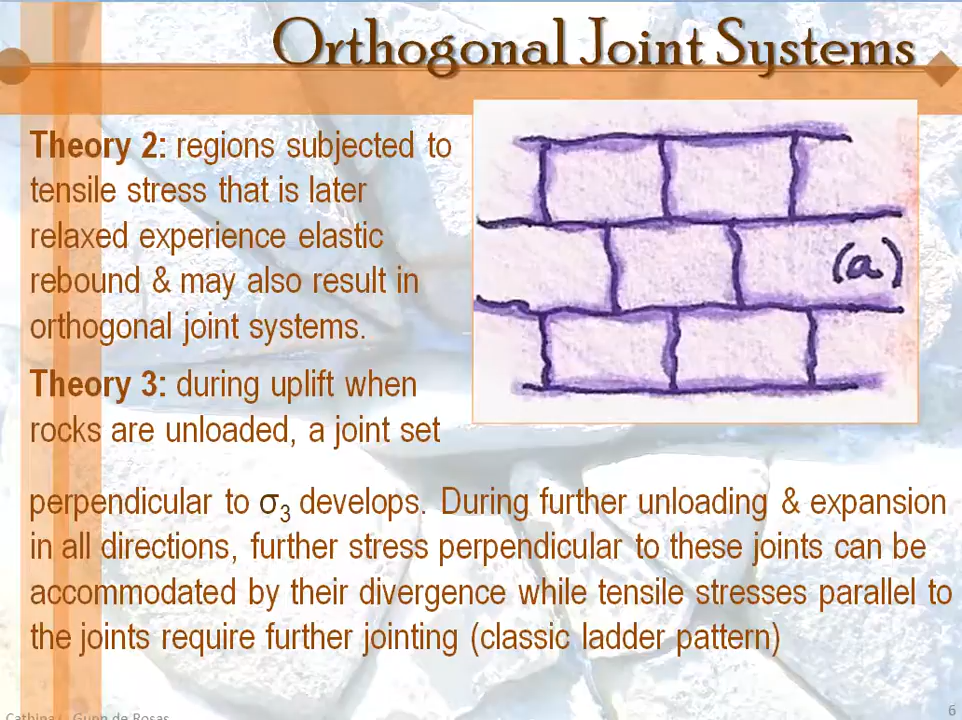 Orthogonal Joint Systems
Theory 2: regions subjected to
tensile stress that is later
relaxed experience elastic
rebound & may also result in
orthogonal joint systems.
Theory 3: during uplift when
rocks are unloaded, a joint set
perpendicular to σ3 develops. During further unloading & expansion
in all directions, further stress perpendicular to these joints can be
accommodated by their divergence while tensile stresses parallel to
the joints require further jointing (classic ladder pattern)
(a)
Gunn de Rosas
6